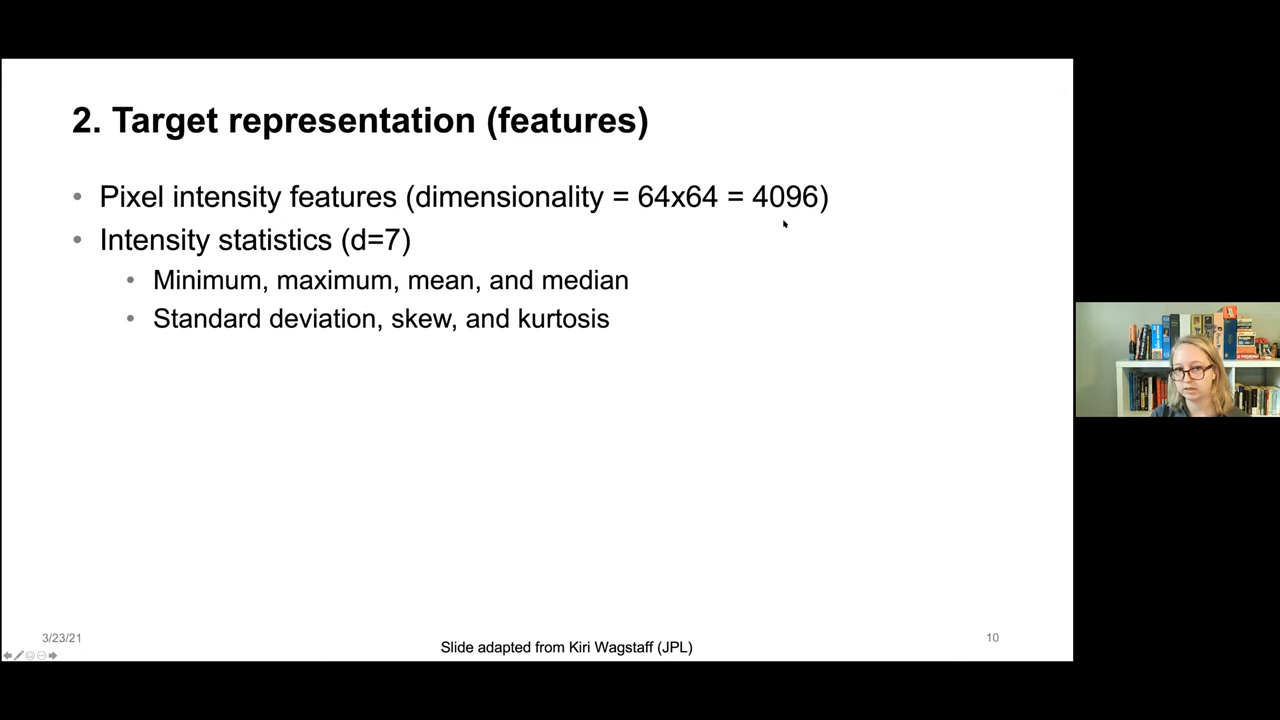 2. Target representation (features)
• Pixel intensity features (dimensionality = 64x64 = 4096)
• Intensity statistics (d=7)
• Minimum, maximum, mean, and median
• Standard deviation, skew, and kurtosis
3/23/21
Slide adapted from Kiri Wagstaff (JPL)
10